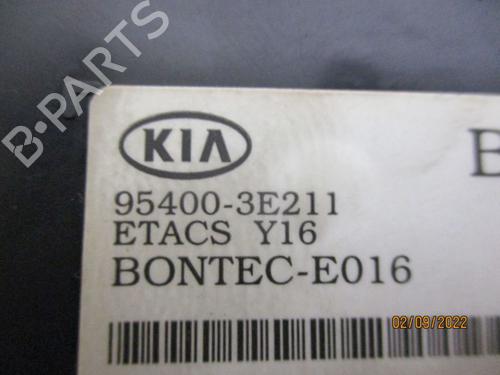 B-PARTS
KIA
B
95400-3E211
ETACS Y16
BONTEC-E016
02/09/2022